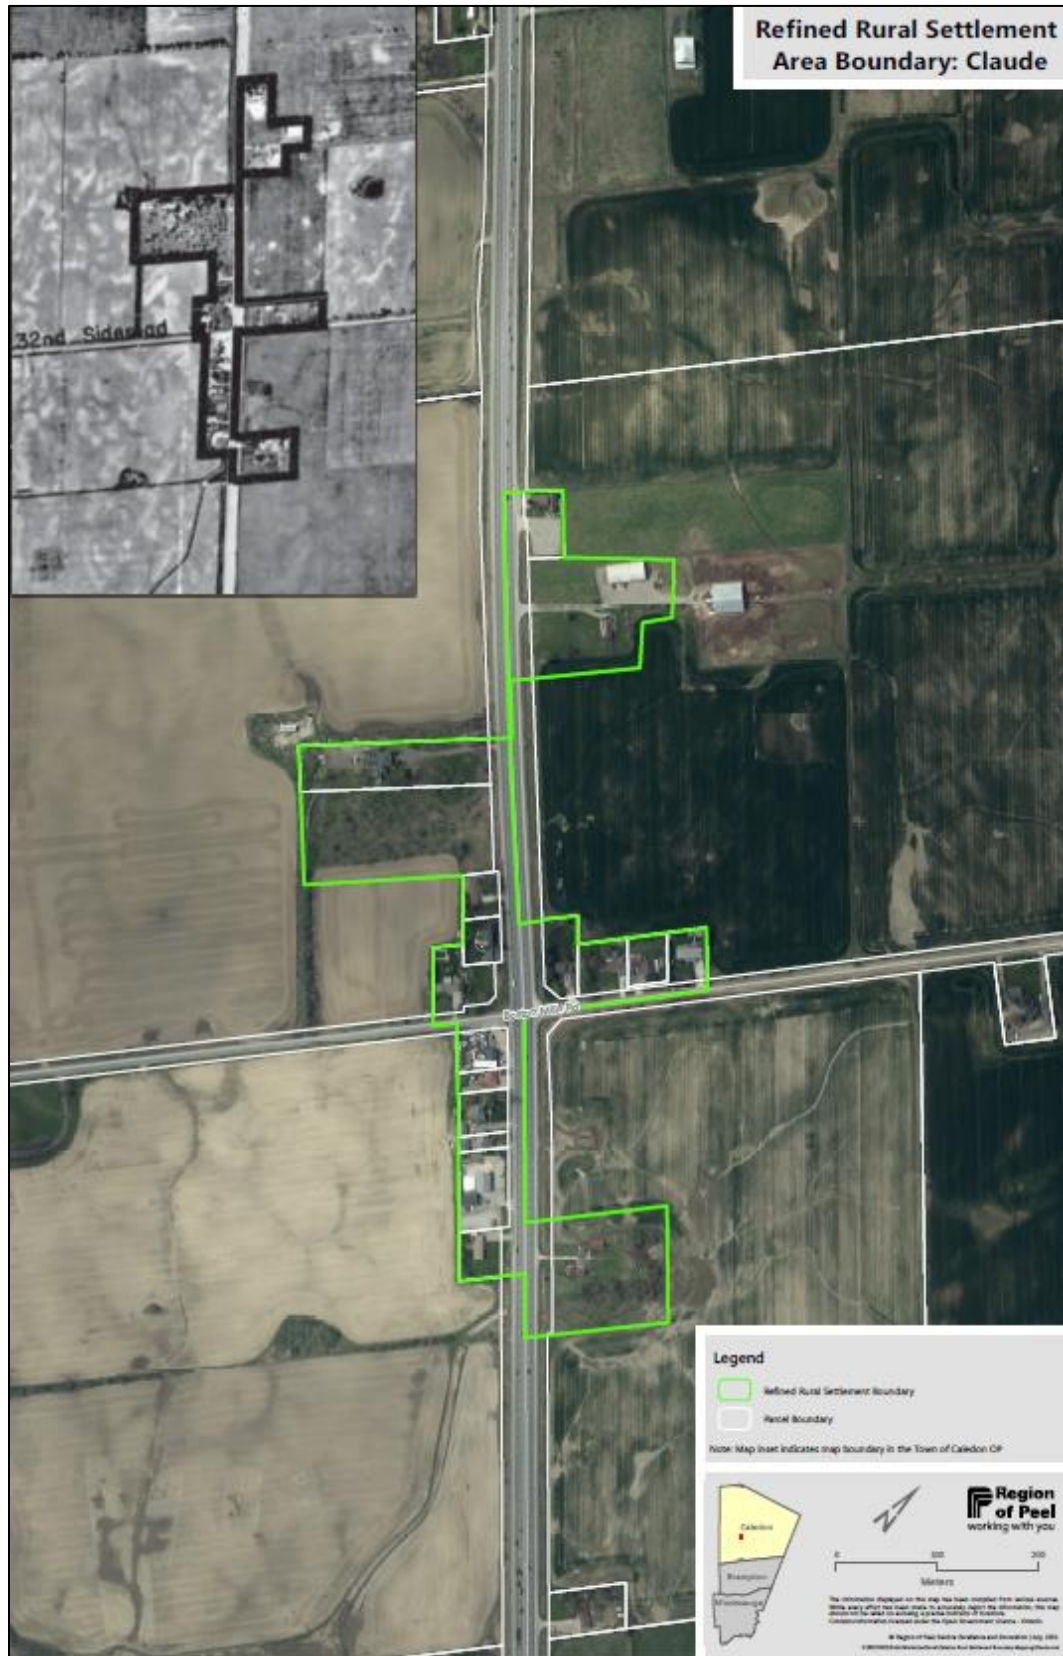 Refined Rural Settlement
Area Boundary: Claude
32nd Sideroad
Legend
Refined Rural Settlement Boundary
Parcel Boundary
Note: Map inset indicates map boundary in the Town of Caledon OP
Caledon
Brampton
Mississauga
Region
of Peel
working with you
0 100 200
Meters